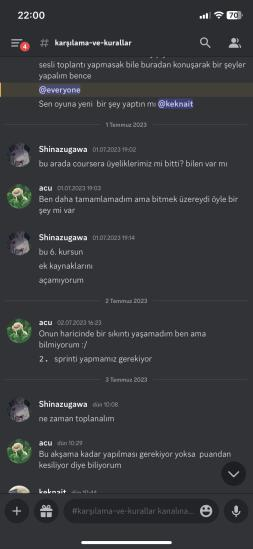 22:00
70
4
# karşılama-ve-kurallar
sesli toplantı yapmasak bile buradan konuşarak bir şeyler
yapalım bence
@everyone
Sen oyuna yeni bir şey yaptın mı @keknait
1 Temmuz 2023
Shinazugawa 01.07.2023 19:02
bu arada coursera üyeliklerimiz mi bitti? bilen var mı
acu 01.07.2023 19:03
Ben daha tamamlamadım ama bitmek üzereydi öyle bir
şey mi var
Shinazugawa 01.07.2023 19:14
bu 6. kursun
ek kaynaklarını
açamıyorum
2 Temmuz 2023
acu 02.07.2023 16:23
Onun haricinde bir sıkıntı yaşamadım ben ama
bilmiyorum :/
2. sprinti yapmamız gerekiyor
3 Temmuz 2023
Shinazugawa dün 10:08
ne zaman toplanalım
acu dün 10:29
Bu akşama kadar yapılması gerekiyor yoksa puandan
kesiliyor diye biliyorum
keknait dün 10:44
#karşılama-ve-kurallar kanalına...